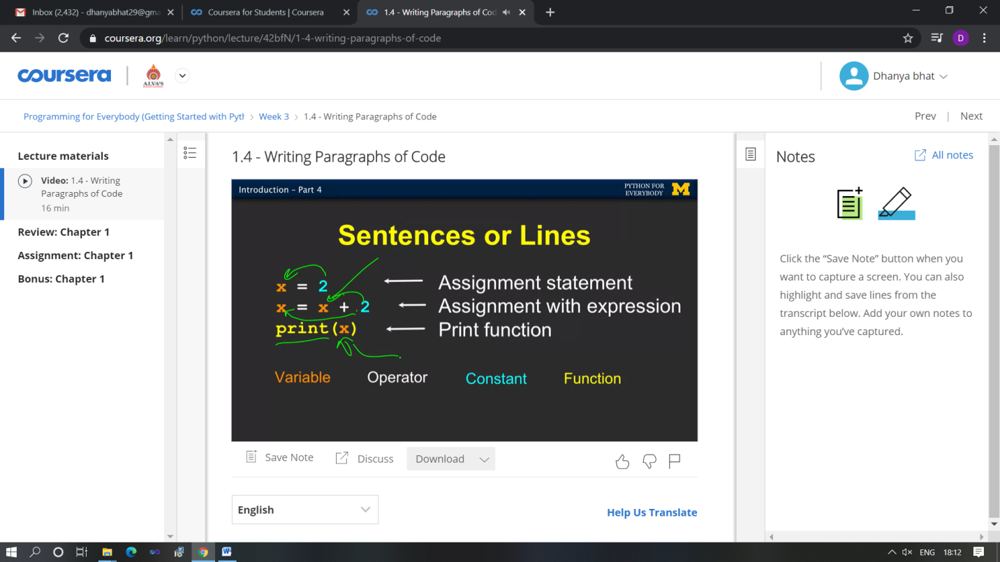 Inbox (2,432) - dhanyabhat29@gma
Coursera for Students | Coursera
1.4 - Writing Paragraphs of Cod
coursera.org/learn/python/lecture/42bfN/1-4-writing-paragraphs-of-code
D
coursera
ALVA'S
Dhanya bhat
Programming for Everybody (Getting Started with Pyth
Week 3
1.4 - Writing Paragraphs of Code
Prev | Next
Lecture materials
Video: 1.4 - Writing
Paragraphs of Code
16 min
Review: Chapter 1
Assignment: Chapter 1
Bonus: Chapter 1
1.4 - Writing Paragraphs of Code
Introduction – Part 4
PYTHON FOR
EVERYBODY
M
Sentences or Lines
x = 2
Assignment statement
x = x + 2
Assignment with expression
print(x)
Print function
Variable
Operator
Constant
Function
Save Note
Discuss
Download
English
Help Us Translate
Notes
All notes
Click the “Save Note” button when you
want to capture a screen. You can also
highlight and save lines from the
transcript below. Add your own notes to
anything you’ve captured.
ENG
18:12